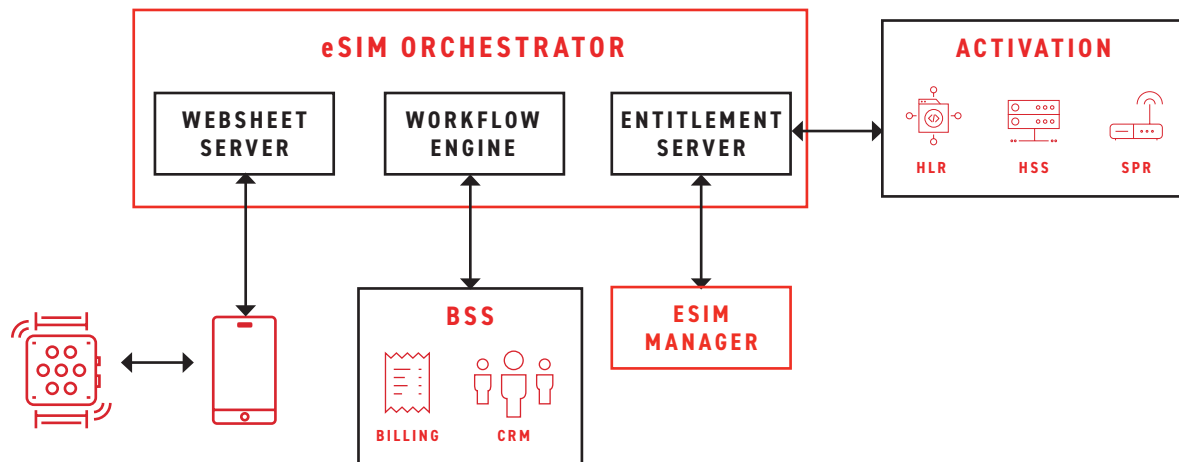 eSIM ORCHESTRATOR
WEBSHEET
SERVER
WORKFLOW
ENGINE
ENTITLEMENT
SERVER
ACTIVATION
HLR
HSS
SPR
BSS
BILLING
CRM
ESIM
MANAGER